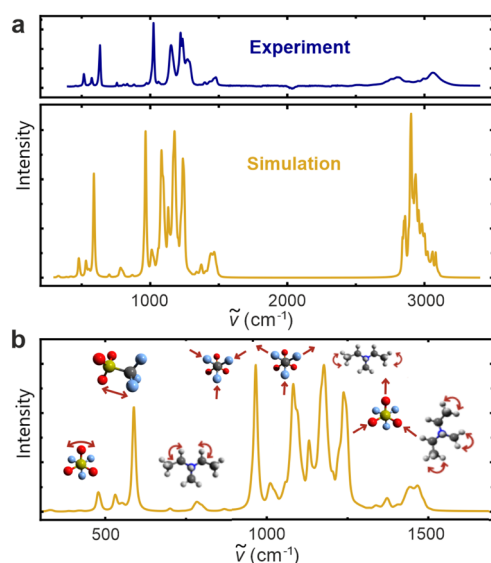 a
Experiment
Simulation
Intensity
1000 2000 3000
ṽ (cm⁻¹)
b
Intensity
500 1000 1500
ṽ (cm⁻¹)